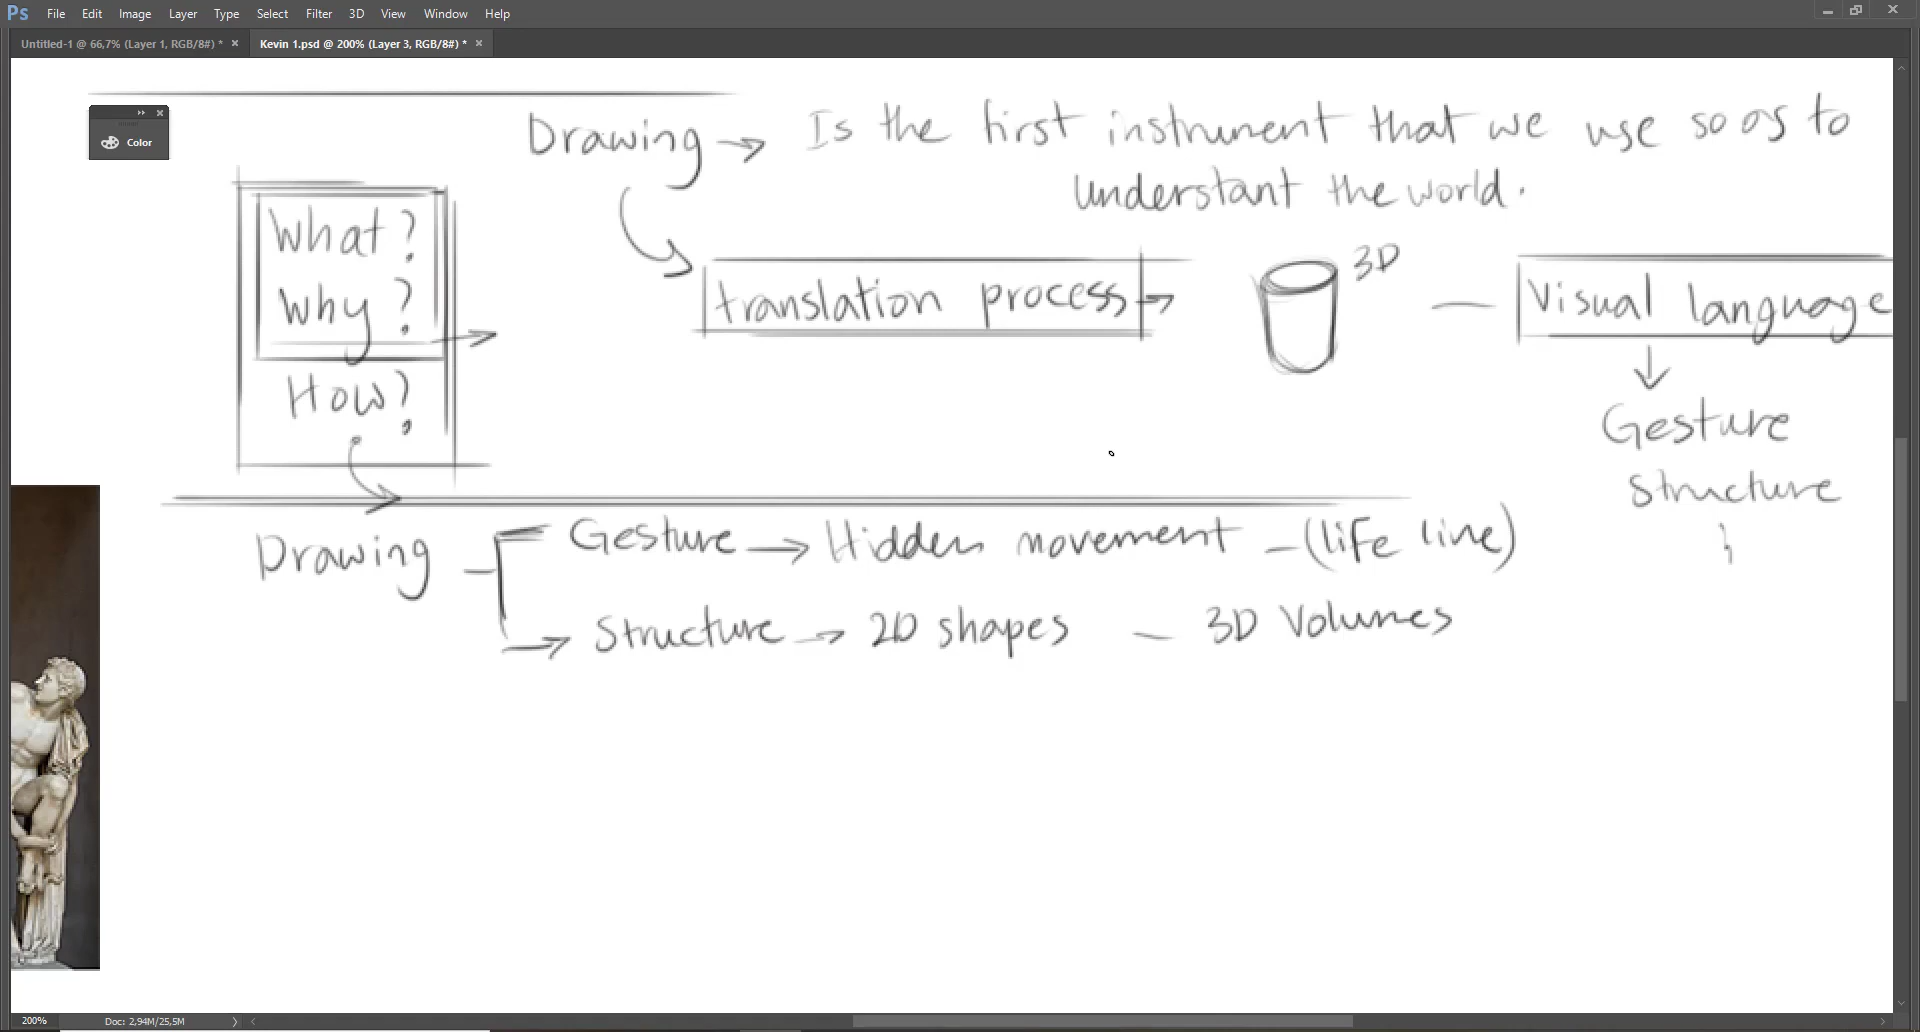 Ps File Edit Image Layer Type Select Filter 3D View Window Help
Untitled-1 @ 66,7% (Layer 1, RGB/8#) * × Kevin 1.psd @ 200% (Layer 3, RGB/8#) * ×
Color
Drawing → Is the first instrument that we use so as to
understant the world.
What?
Why?
How?
translation process → 3D — Visual language
↓
Gesture
Structure
Drawing — Gesture → Hidden movement – (life line)
→ Structure → 2D shapes – 3D Volumes
200% Doc: 2,94M/25,5M